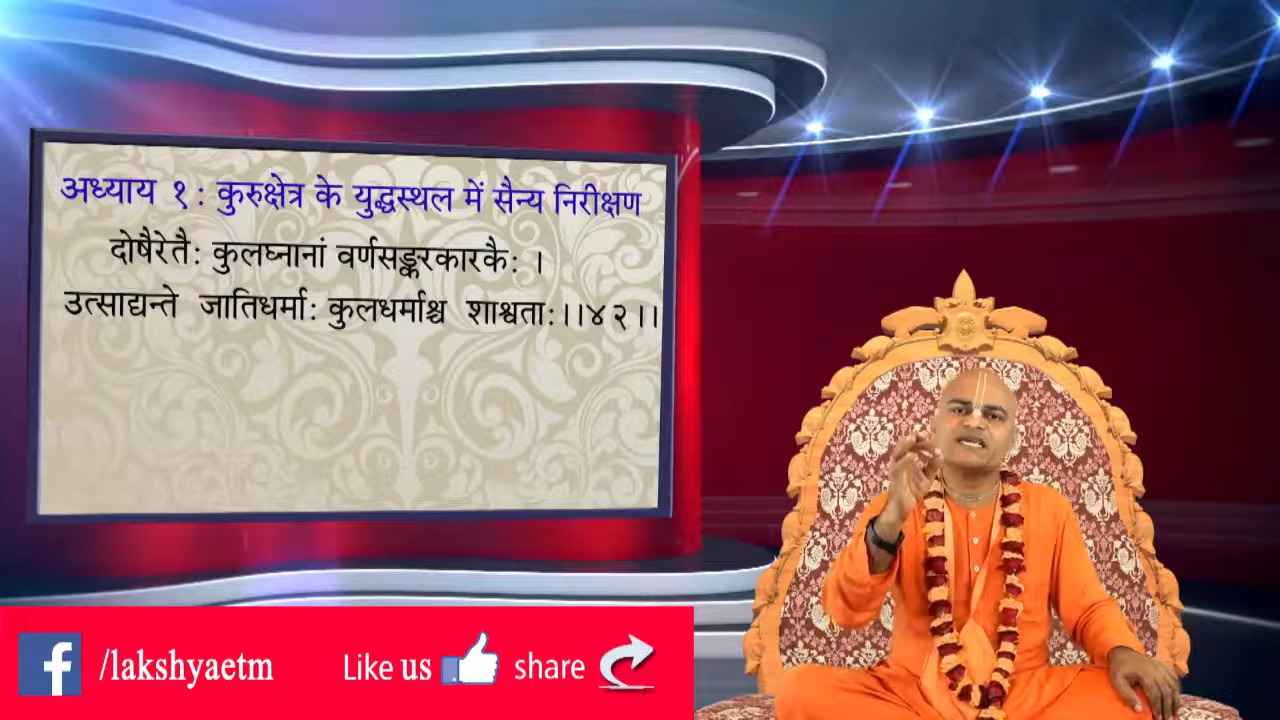 अध्याय १ : कुरुक्षेत्र के युद्धस्थल में सैन्य निरीक्षण
दोषैरेतै: कुलघ्नानां वर्णसङ्करकारकै: ।
उत्साद्यन्ते जातिधर्मा: कुलधर्माश्च शाश्वता:।।४२।।
/lakshyaetm Like us share